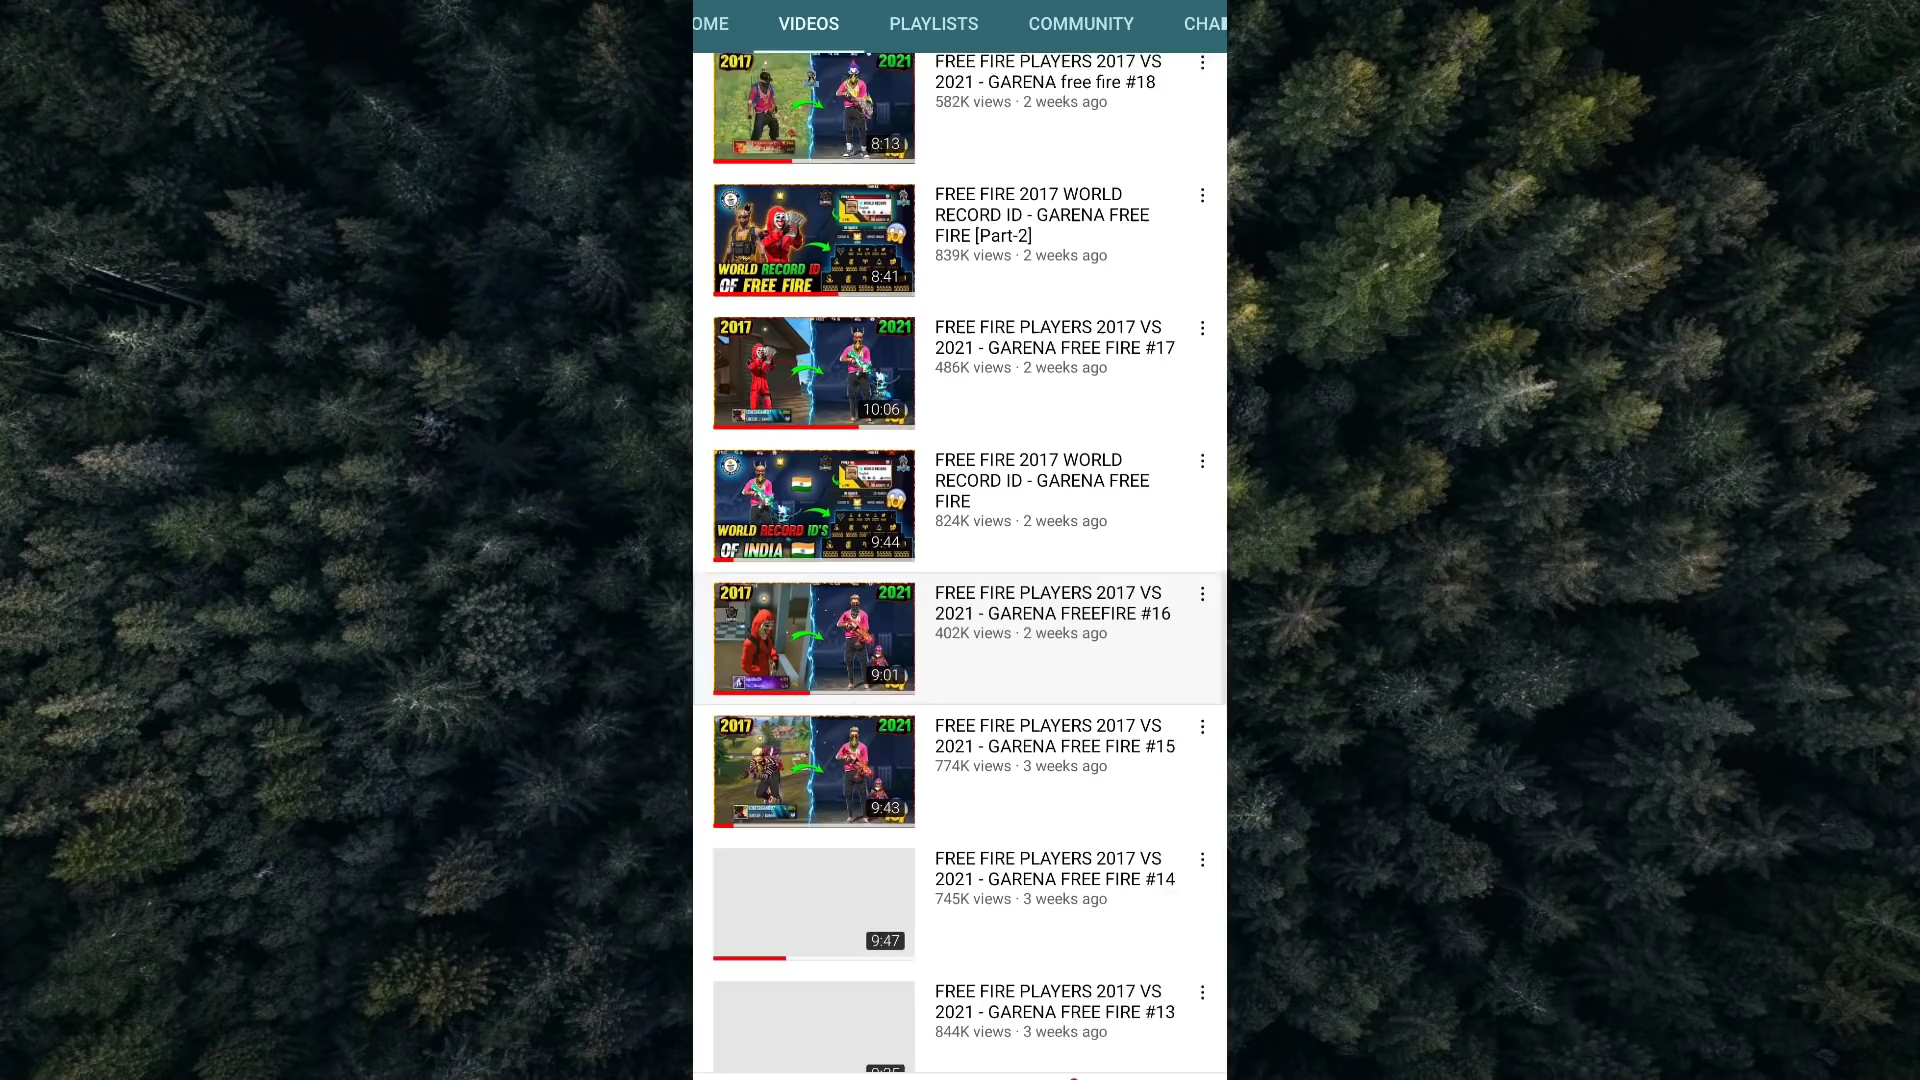 OME VIDEOS PLAYLISTS COMMUNITY CHA
2017 2021
8:13
FREE FIRE PLAYERS 2017 VS
2021 - GARENA free fire #18
582K views · 2 weeks ago
WORLD RECORD ID
OF FREE FIRE
8:41
FREE FIRE 2017 WORLD
RECORD ID - GARENA FREE
FIRE [Part-2]
839K views · 2 weeks ago
2017 2021
10:06
FREE FIRE PLAYERS 2017 VS
2021 - GARENA FREE FIRE #17
486K views · 2 weeks ago
WORLD RECORD ID'S
OF INDIA
9:44
FREE FIRE 2017 WORLD
RECORD ID - GARENA FREE
FIRE
824K views · 2 weeks ago
2017 2021
9:01
FREE FIRE PLAYERS 2017 VS
2021 - GARENA FREEFIRE #16
402K views · 2 weeks ago
2017 2021
9:43
FREE FIRE PLAYERS 2017 VS
2021 - GARENA FREE FIRE #15
774K views · 3 weeks ago
9:47
FREE FIRE PLAYERS 2017 VS
2021 - GARENA FREE FIRE #14
745K views · 3 weeks ago
FREE FIRE PLAYERS 2017 VS
2021 - GARENA FREE FIRE #13
844K views · 3 weeks ago